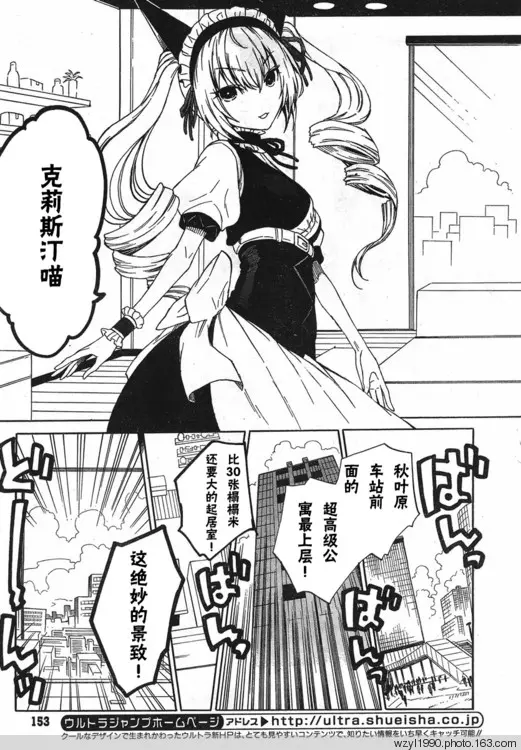 克莉斯汀喵
秋叶原
车站前
面的
超高级公
寓最上层！
比30张榻榻米
还要大的起居室！
这绝妙的景致！
ばんっ
ばんっ
ばんっ
どーん
153 ウルトラジャンプホームページ アドレス▶http://ultra.shueisha.co.jp
クールなデザインで生まれかわったウルトラ新HPは、とても見やすいコンテンツで、知りたい情報をいち早くキャッチ可能!!
wzyl1990.photo.163.com